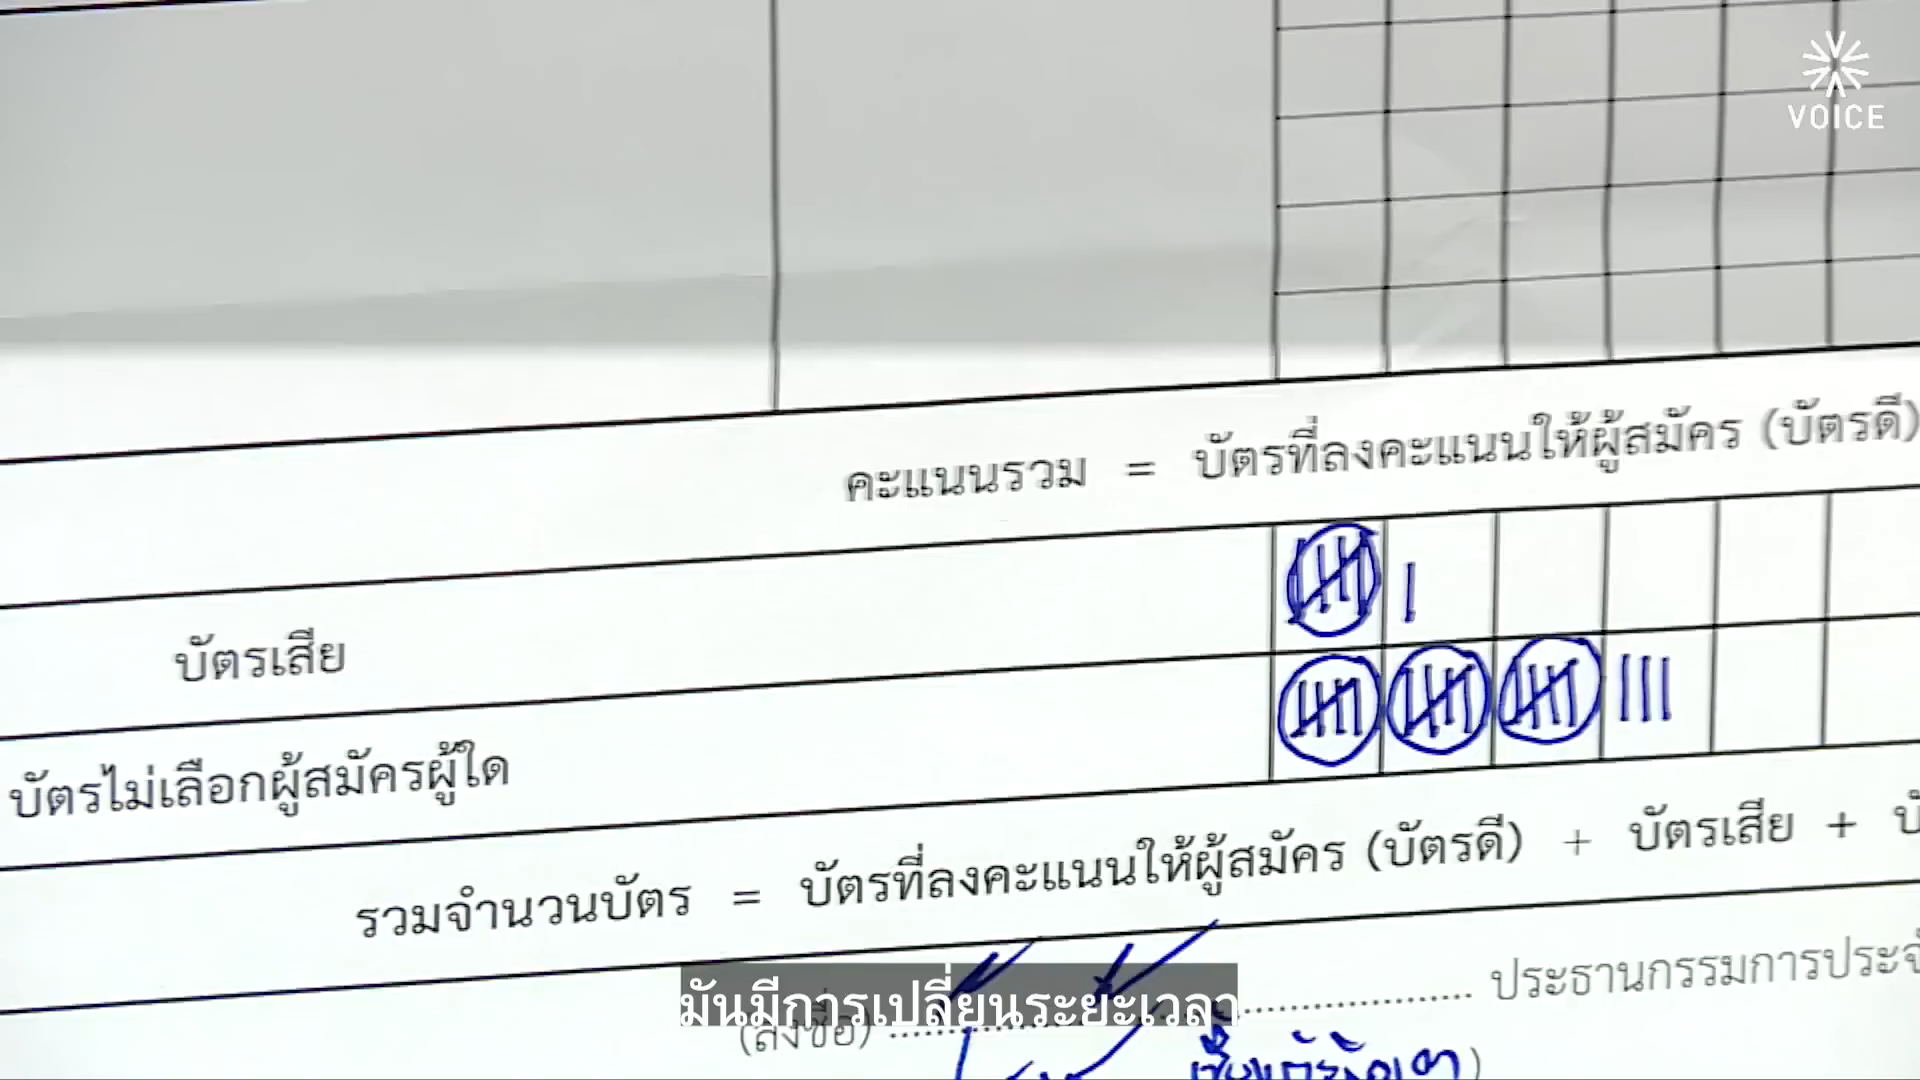 VOICE
คะแนนรวม = บัตรที่ลงคะแนนให้ผู้สมัคร (บัตรดี)
บัตรเสีย
บัตรไม่เลือกผู้สมัครผู้ใด
รวมจำนวนบัตร = บัตรที่ลงคะแนนให้ผู้สมัคร (บัตรดี) + บัตรเสีย +
(ลงชื่อ) ประธานกรรมการประจำ
มันมีการเปลี่ยนระยะเวลา